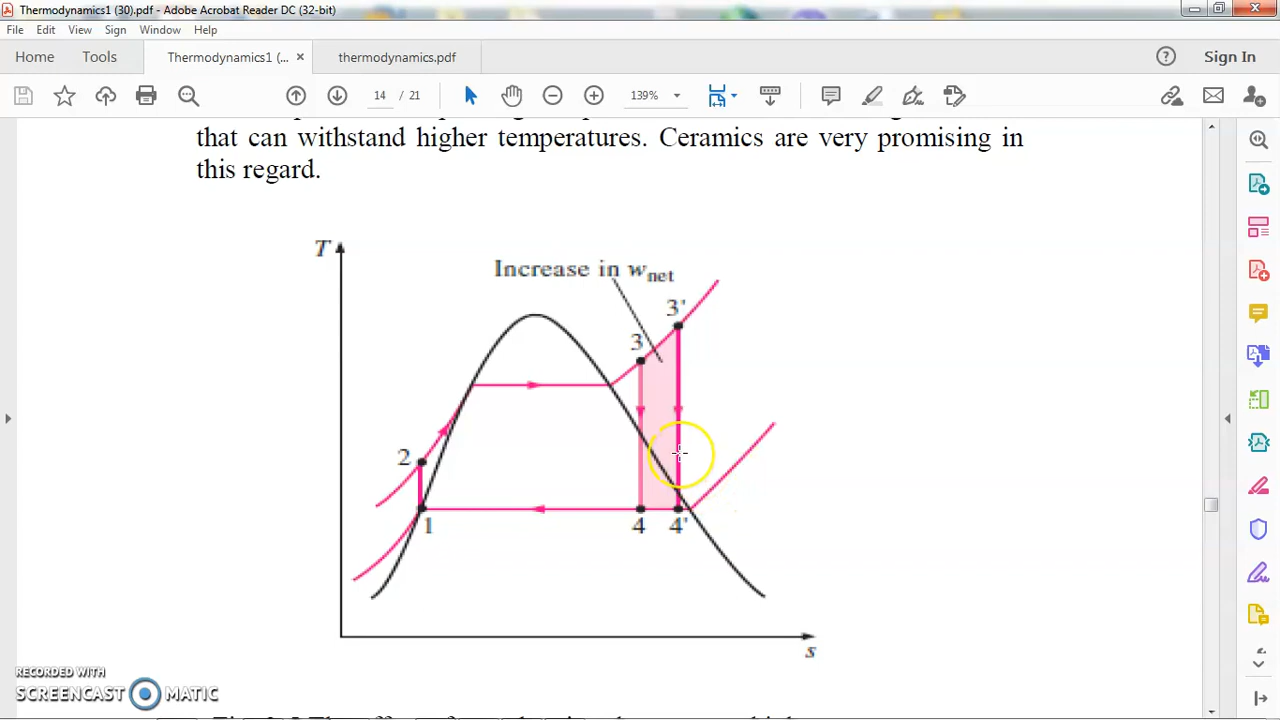 Thermodynamics1 (30).pdf - Adobe Acrobat Reader DC (32-bit)
File Edit View Sign Window Help
Home Tools Thermodynamics1 (... × thermodynamics.pdf Sign In
14 / 21 139%
that can withstand higher temperatures. Ceramics are very promising in
this regard.
T
Increase in wnet
3'
3
2
1 4 4'
s
RECORDED WITH
SCREENCAST MATIC